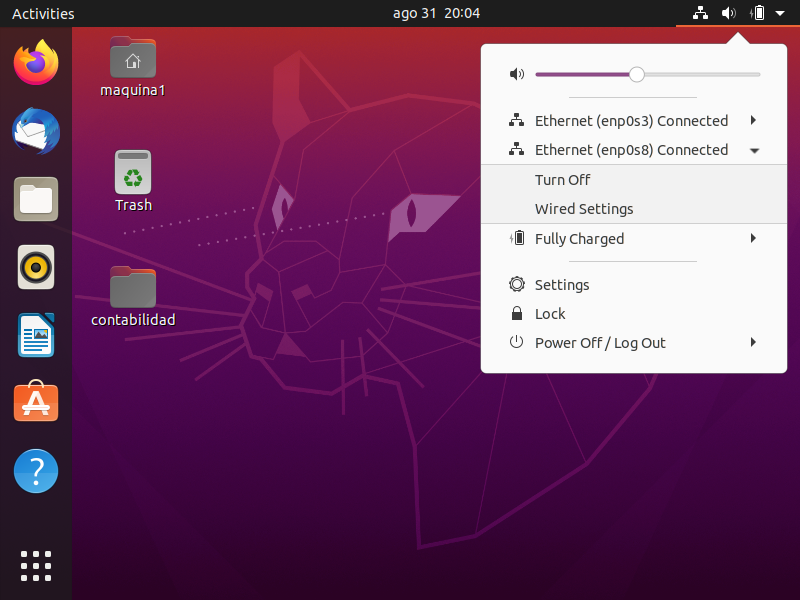 Activities
ago 31 20:04
maquina1
Trash
contabilidad
Ethernet (enp0s3) Connected
Ethernet (enp0s8) Connected
Turn Off
Wired Settings
Fully Charged
Settings
Lock
Power Off / Log Out